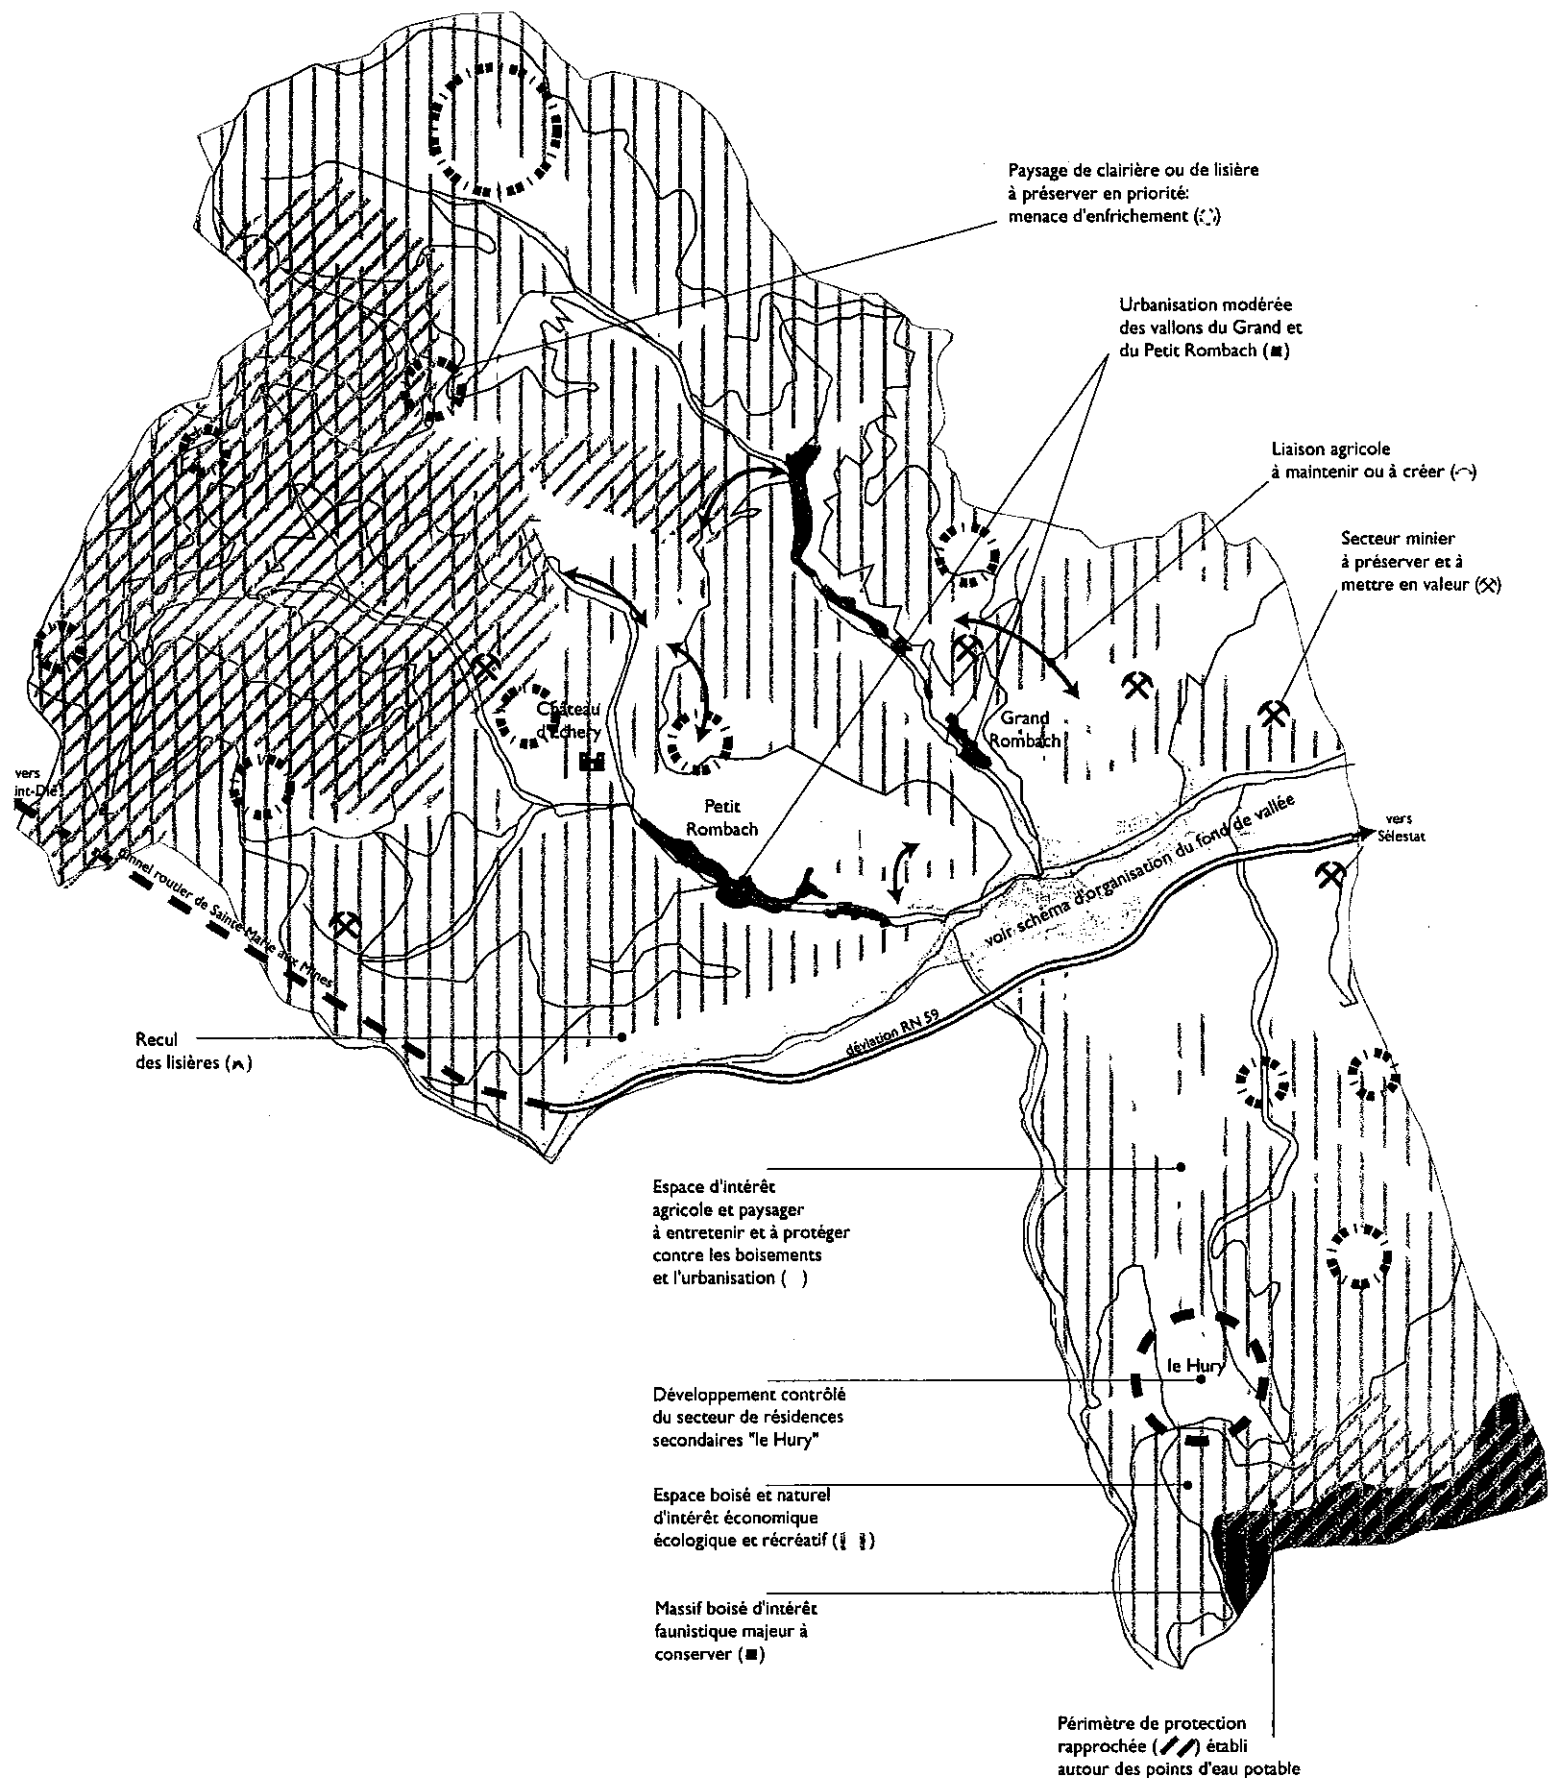 Paysage de clairière ou de lisière
à préserver en priorité:
menace d'enfrichement ( )
Urbanisation modérée
des vallons du Grand et
du Petit Rombach (■)
Liaison agricole
à maintenir ou à créer ( )
Secteur minier
à préserver et à
mettre en valeur (⚒)
Château
d'Echery
Grand
Rombach
vers
int-Dié
Petit
Rombach
vers
Sélestat
tunnel routier de Sainte-Marie aux Mines
voir schéma d'organisation du fond de vallée
déviation RN 59
Recul
des lisières ( )
Espace d'intérêt
agricole et paysager
à entretenir et à protéger
contre les boisements
et l'urbanisation ( )
le Hury
Développement contrôlé
du secteur de résidences
secondaires "le Hury"
Espace boisé et naturel
d'intérêt économique
écologique et récréatif ( )
Massif boisé d'intérêt
faunistique majeur à
conserver (■)
Périmètre de protection
rapprochée ( ) établi
autour des points d'eau potable